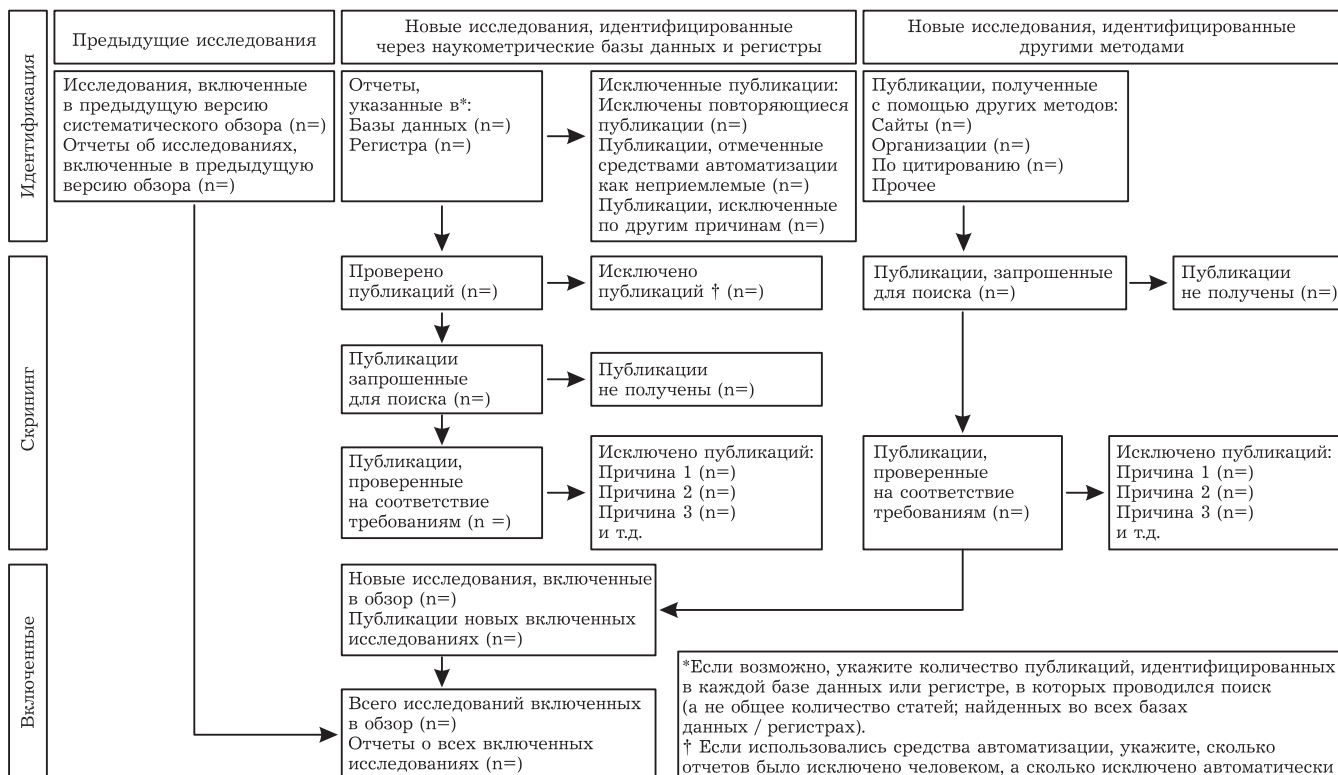 Идентификация
Предыдущие исследования
Новые исследования, идентифицированные
через наукометрические базы данных и регистры
Новые исследования, идентифицированные
другими методами
Исследования, включенные
в предыдущую версию
систематического обзора (n=)
Отчеты об исследованиях,
включенные в предыдущую
версию обзора (n=)
Отчеты,
указанные в*:
Базы данных (n=)
Регистра (n=)
Исключенные публикации:
Исключены повторяющиеся
публикации (n=)
Публикации, отмеченные
средствами автоматизации
как неприемлемые (n=)
Публикации, исключенные
по другим причинам (n=)
Публикации, полученные
с помощью других методов:
Сайты (n=)
Организации (n=)
По цитированию (n=)
Прочее
Скрининг
Проверено
публикаций (n=)
Исключено
публикаций † (n=)
Публикации, запрошенные
для поиска (n=)
Публикации
не получены (n=)
Публикации
запрошенные
для поиска (n=)
Публикации
не получены (n=)
Публикации,
проверенные
на соответствие
требованиям (n =)
Исключено публикаций:
Причина 1 (n=)
Причина 2 (n=)
Причина 3 (n=)
и т.д.
Публикации,
проверенные
на соответствие
требованиям (n=)
Исключено публикаций:
Причина 1 (n=)
Причина 2 (n=)
Причина 3 (n=)
и т.д.
Включенные
Новые исследования, включенные
в обзор (n=)
Публикации новых включенных
исследованиях (n=)
Всего исследований включенных
в обзор (n=)
Отчеты о всех включенных
исследованиях (n=)
*Если возможно, укажите количество публикаций, идентифицированных
в каждой базе данных или регистре, в которых проводился поиск
(а не общее количество статей; найденных во всех базах
данных / регистрах).
† Если использовались средства автоматизации, укажите, сколько
отчетов было исключено человеком, а сколько исключено автоматически